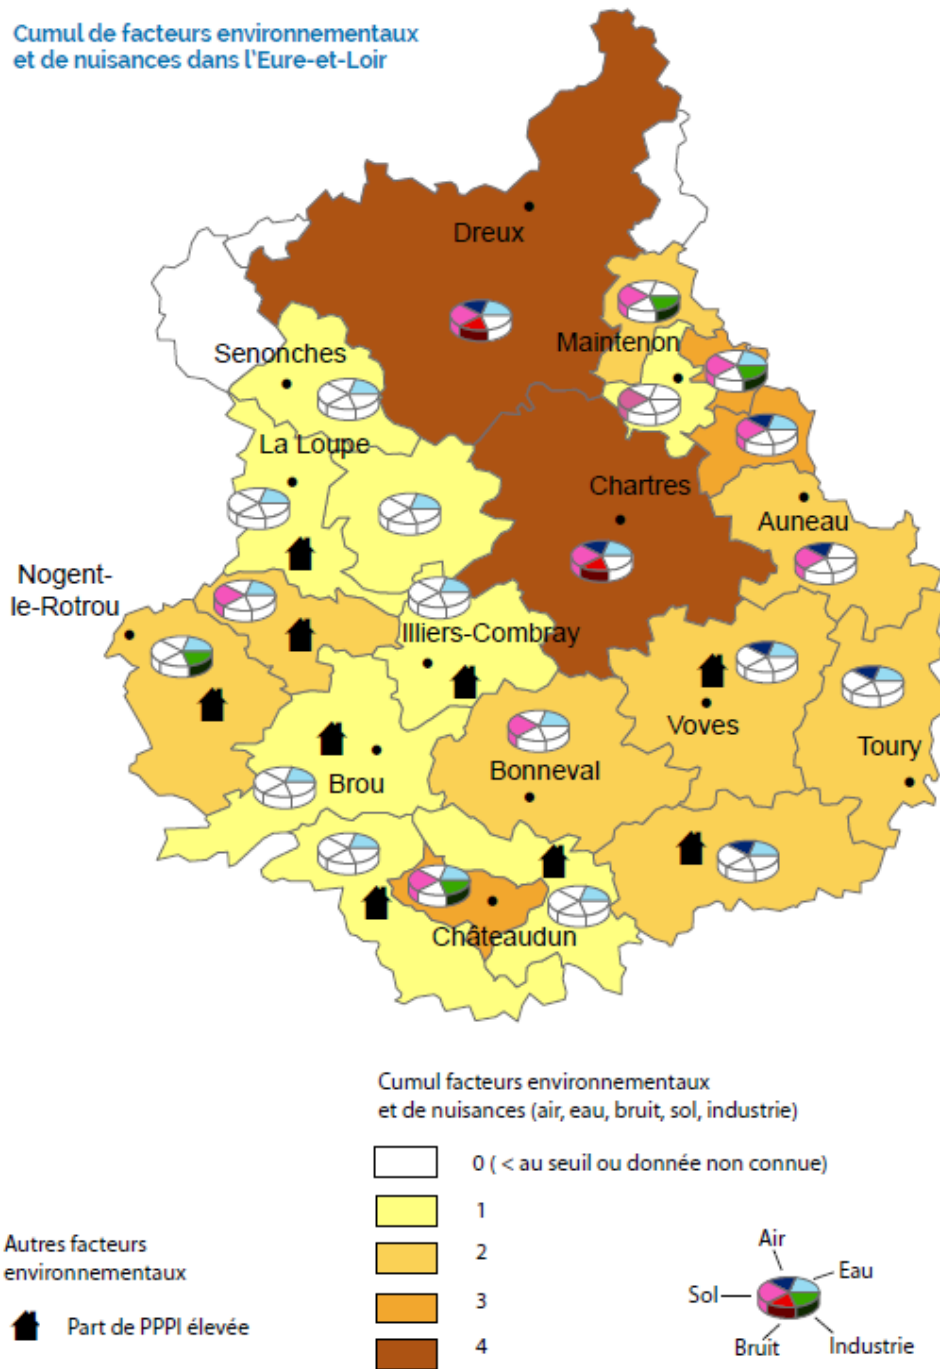 Cumul de facteurs environnementaux
et de nuisances dans l'Eure-et-Loir
Dreux
Maintenon
Senonches
La Loupe
Chartres
Auneau
Nogent-
le-Rotrou
Illiers-Combray
Voves
Toury
Bonneval
Brou
Châteaudun
Cumul facteurs environnementaux
et de nuisances (air, eau, bruit, sol, industrie)
0 ( < au seuil ou donnée non connue)
1
2
3
4
Autres facteurs
environnementaux
Part de PPPI élevée
Air
Eau
Sol
Bruit
Industrie